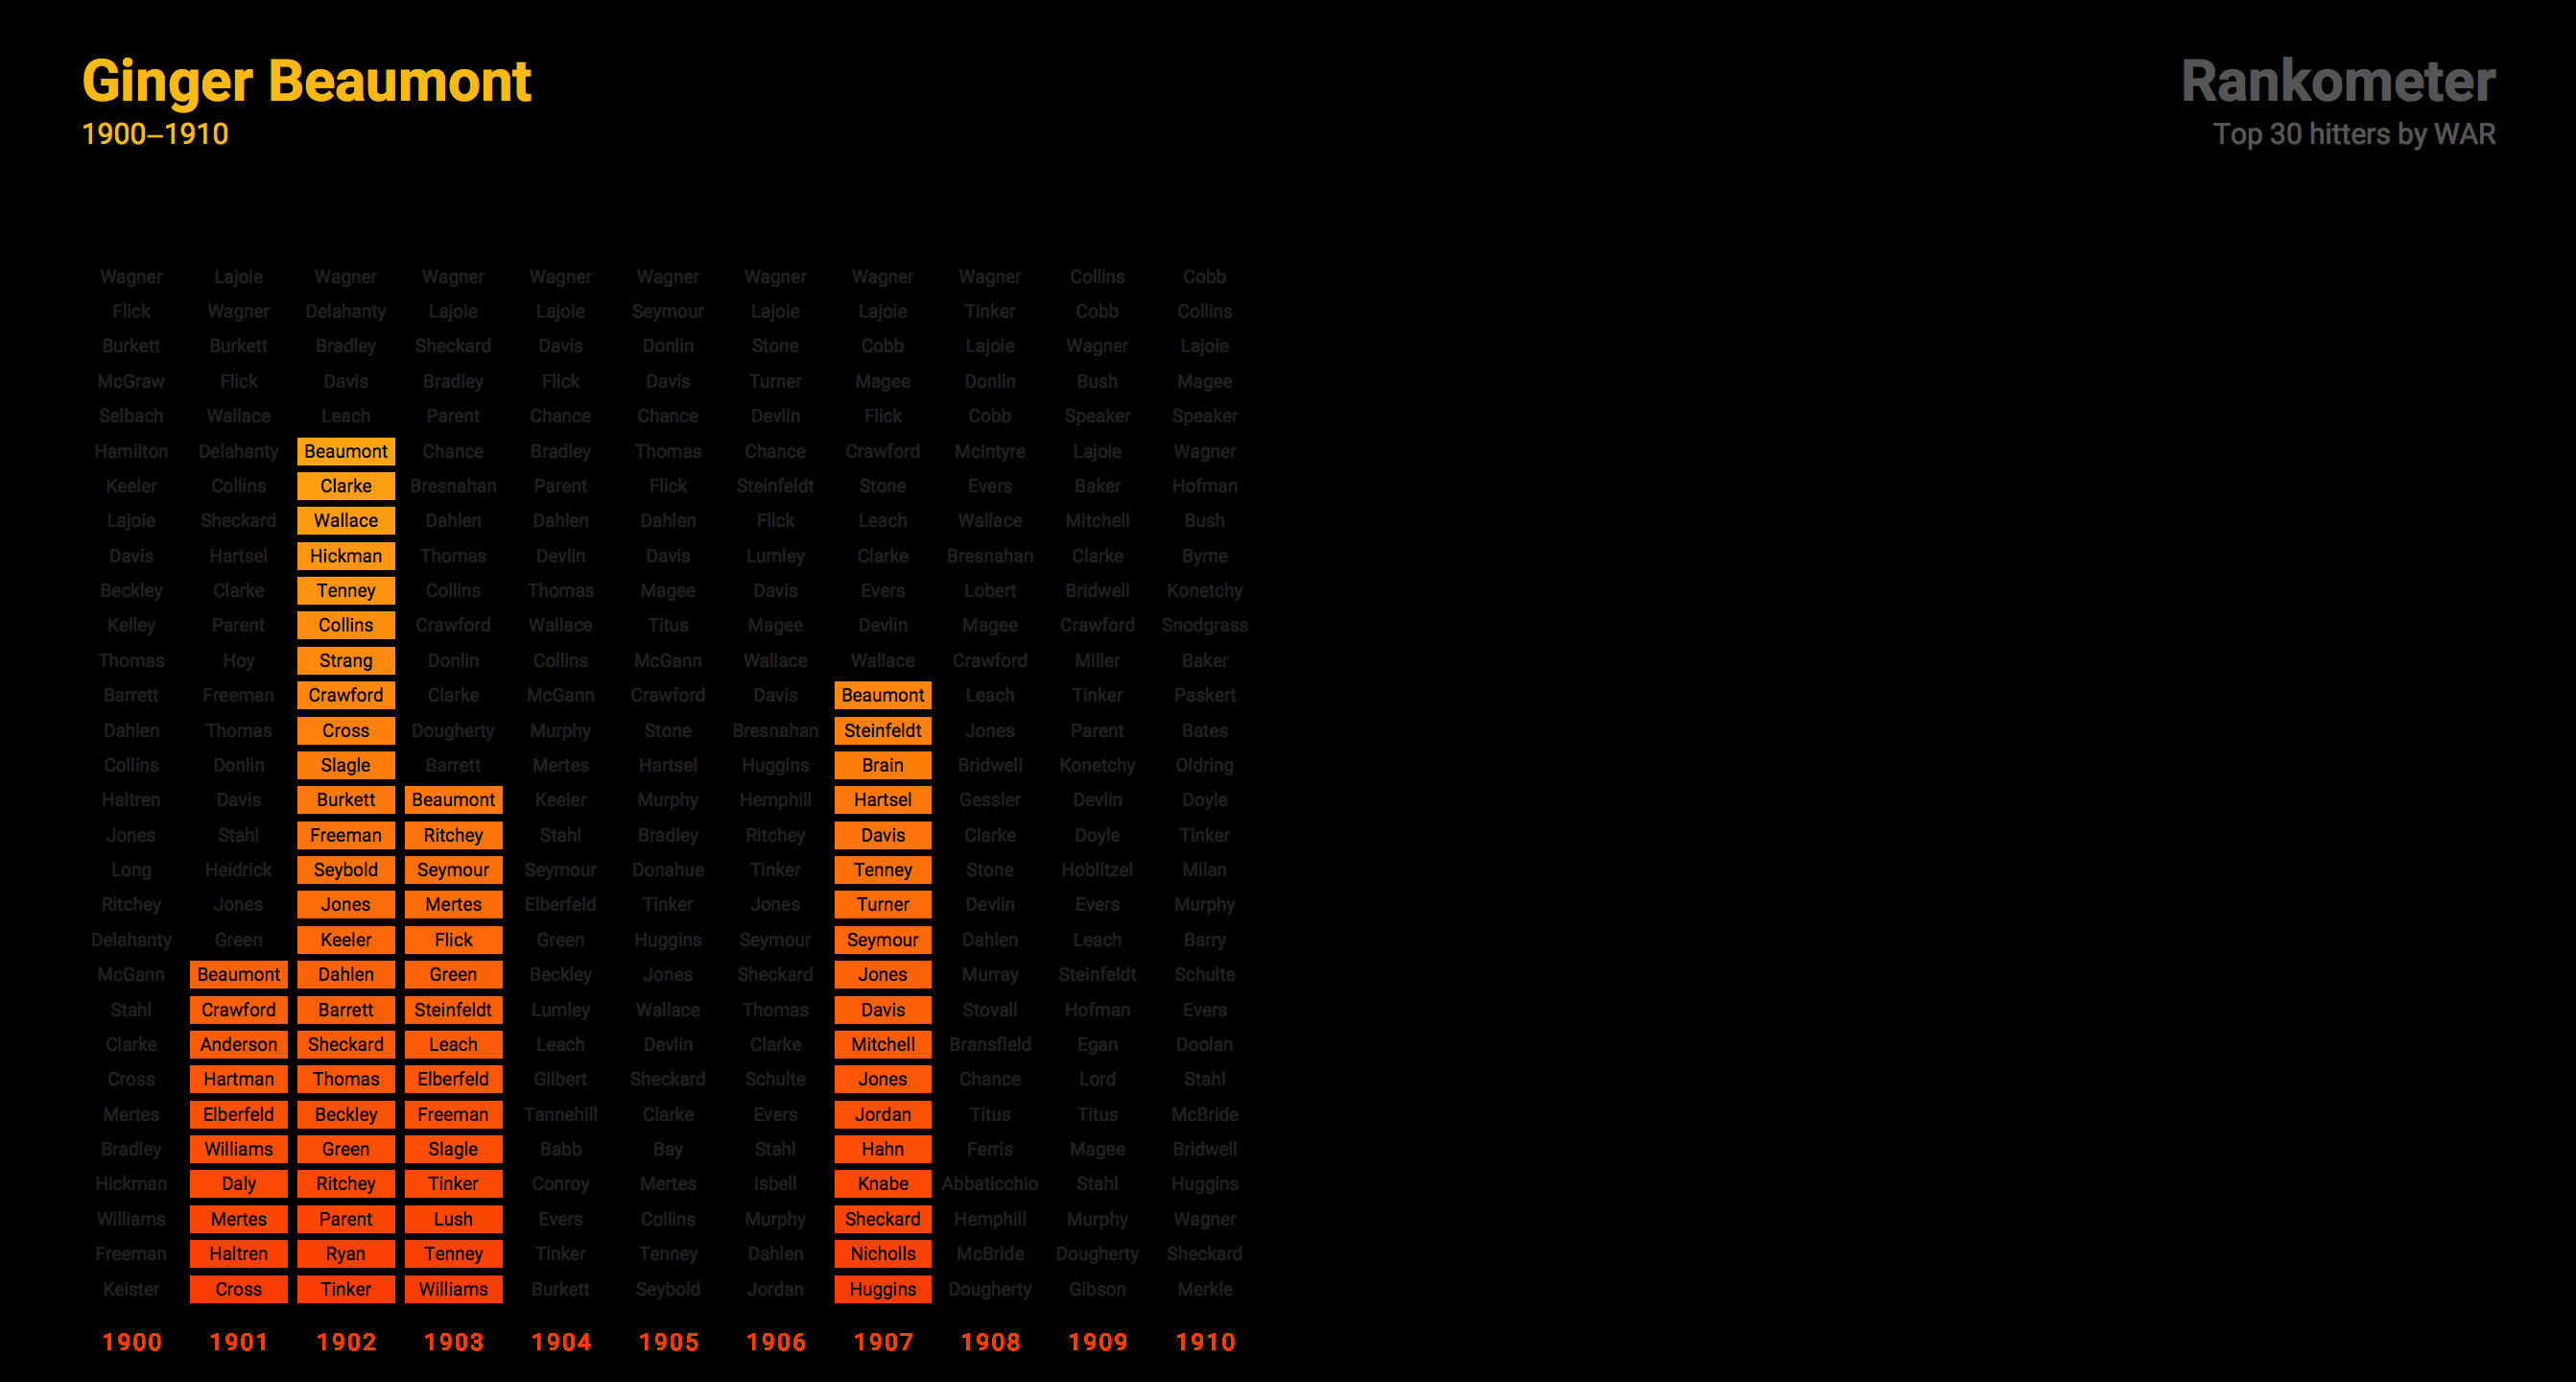 Ginger Beaumont
1900–1910
Rankometer
Top 30 hitters by WAR
Wagner Lajoie Wagner Wagner Wagner Wagner Wagner Wagner Wagner Collins Cobb
Flick Wagner Delahanty Lajoie Lajoie Seymour Lajoie Lajoie Tinker Cobb Collins
Burkett Burkett Bradley Sheckard Davis Donlin Stone Cobb Lajoie Wagner Lajoie
McGraw Flick Davis Bradley Flick Davis Turner Magee Donlin Bush Magee
Selbach Wallace Leach Parent Chance Chance Devlin Flick Cobb Speaker Speaker
Hamilton Delahanty Beaumont Chance Bradley Thomas Chance Crawford McIntyre Lajoie Wagner
Keeler Collins Clarke Bresnahan Parent Flick Steinfeldt Stone Evers Baker Hofman
Lajoie Sheckard Wallace Dahlen Dahlen Dahlen Flick Leach Wallace Mitchell Bush
Davis Hartsel Hickman Thomas Devlin Davis Lumley Clarke Bresnahan Clarke Byrne
Beckley Clarke Tenney Collins Thomas Magee Davis Evers Lobert Bridwell Konetchy
Kelley Parent Collins Crawford Wallace Titus Magee Devlin Magee Crawford Snodgrass
Thomas Hoy Strang Donlin Collins McGann Wallace Wallace Crawford Miller Baker
Barrett Freeman Crawford Clarke McGann Crawford Davis Beaumont Leach Tinker Paskert
Dahlen Thomas Cross Dougherty Murphy Stone Bresnahan Steinfeldt Jones Parent Bates
Collins Donlin Slagle Barrett Mertes Hartsel Huggins Brain Bridwell Konetchy Oldring
Haltren Davis Burkett Beaumont Keeler Murphy Hemphill Hartsel Gessler Devlin Doyle
Jones Stahl Freeman Ritchey Stahl Bradley Ritchey Davis Clarke Doyle Tinker
Long Heidrick Seybold Seymour Seymour Donahue Tinker Tenney Stone Hoblitzel Milan
Ritchey Jones Jones Mertes Elberfeld Tinker Jones Turner Devlin Evers Murphy
Delahanty Green Keeler Flick Green Huggins Seymour Seymour Dahlen Leach Barry
McGann Beaumont Dahlen Green Beckley Jones Sheckard Jones Murray Steinfeldt Schulte
Stahl Crawford Barrett Steinfeldt Lumley Wallace Thomas Davis Stovall Hofman Evers
Clarke Anderson Sheckard Leach Leach Devlin Clarke Mitchell Bransfield Egan Doolan
Cross Hartman Thomas Elberfeld Gilbert Sheckard Schulte Jones Chance Lord Stahl
Mertes Elberfeld Beckley Freeman Tannehill Clarke Evers Jordan Titus Titus McBride
Bradley Williams Green Slagle Babb Bay Stahl Hahn Ferris Magee Bridwell
Hickman Daly Ritchey Tinker Conroy Mertes Isbell Knabe Abbaticchio Stahl Huggins
Williams Mertes Parent Lush Evers Collins Murphy Sheckard Hemphill Murphy Wagner
Freeman Haltren Ryan Tenney Tinker Tenney Dahlen Nicholls McBride Dougherty Sheckard
Keister Cross Tinker Williams Burkett Seybold Jordan Huggins Dougherty Gibson Merkle
1900 1901 1902 1903 1904 1905 1906 1907 1908 1909 1910